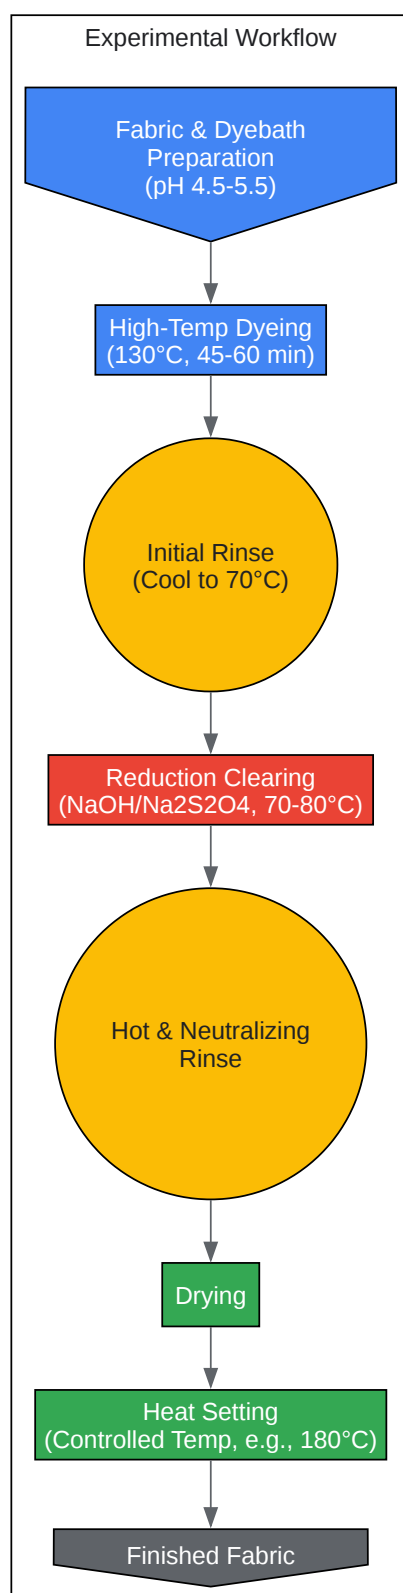 Experimental Workflow
Fabric & Dyebath
Preparation
(pH 4.5-5.5)
High-Temp Dyeing
(130°C, 45-60 min)
Initial Rinse
(Cool to 70°C)
Reduction Clearing
(NaOH/Na2S2O4, 70-80°C)
Hot & Neutralizing
Rinse
Drying
Heat Setting
(Controlled Temp, e.g., 180°C)
Finished Fabric